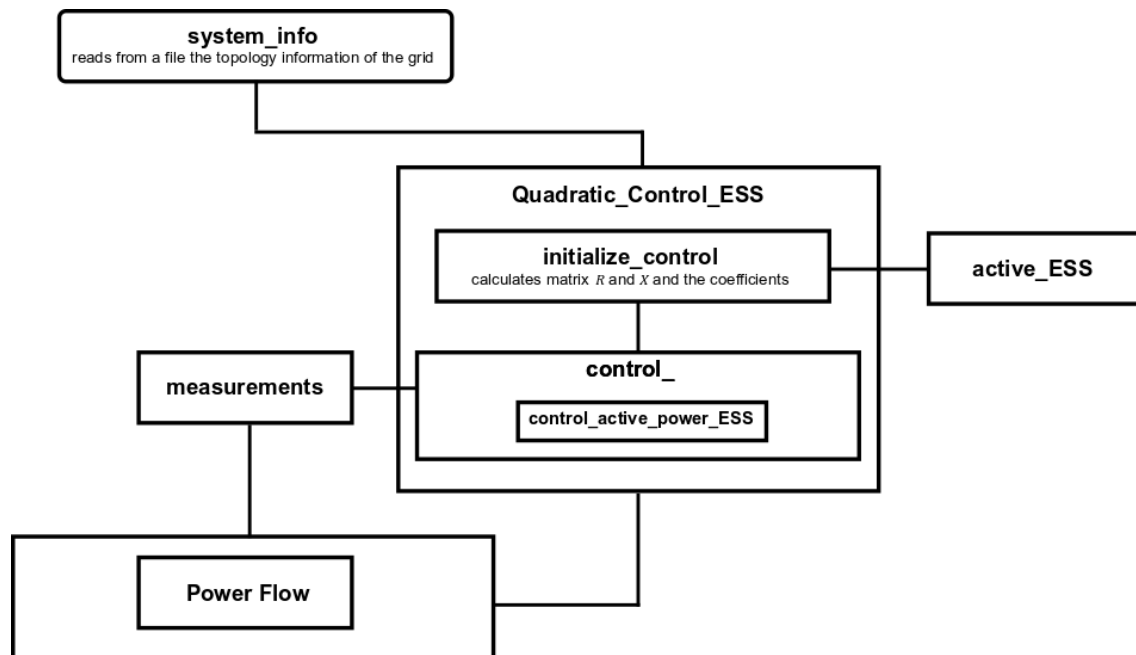 system_info
reads from a file the topology information of the grid
Quadratic_Control_ESS
initialize_control
calculates matrix R and X and the coefficients
active_ESS
control_
measurements
control_active_power_ESS
Power Flow